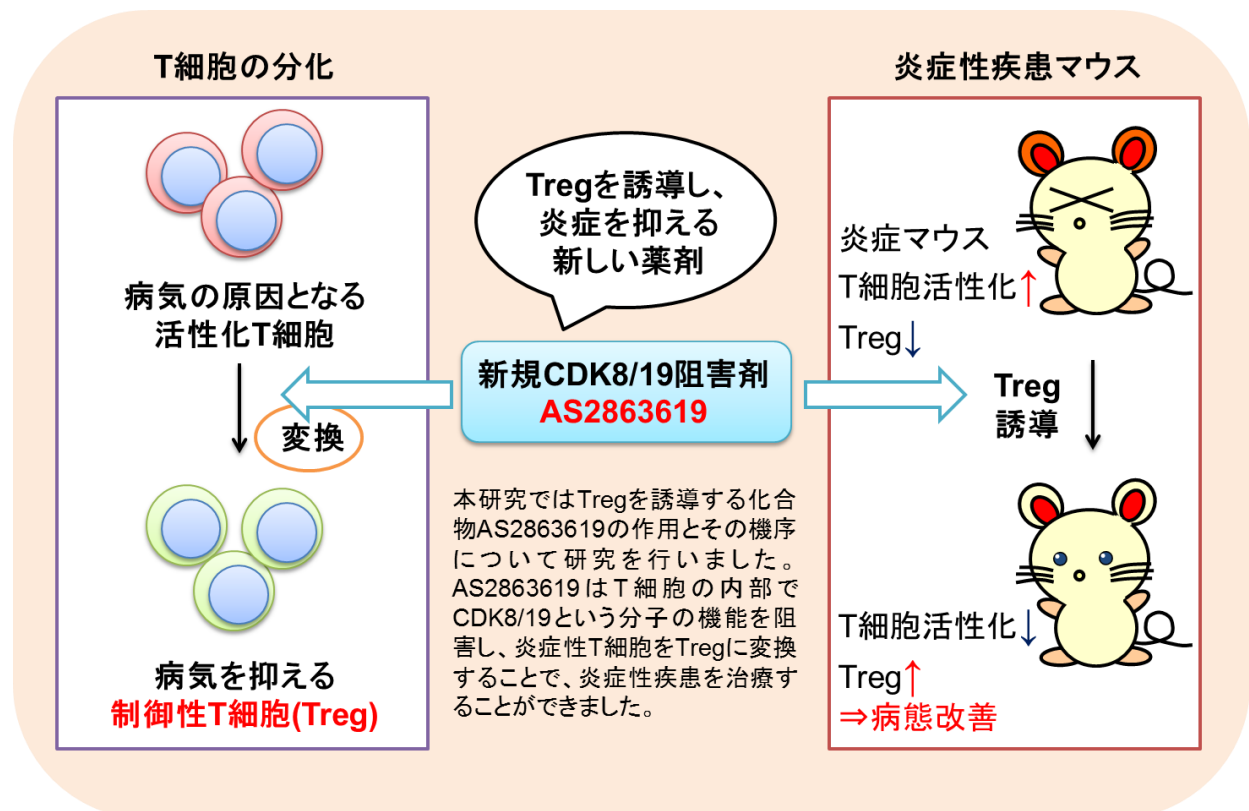 T細胞の分化
病気の原因となる
活性化T細胞
変換
病気を抑える
制御性T細胞(Treg)
Tregを誘導し、
炎症を抑える
新しい薬剤
新規CDK8/19阻害剤
AS2863619
本研究ではTregを誘導する化合
物AS2863619の作用とその機序
について研究を行いました。
AS2863619はT細胞の内部で
CDK8/19という分子の機能を阻
害し、炎症性T細胞をTregに変換
することで、炎症性疾患を治療す
ることができました。
炎症性疾患マウス
炎症マウス
T細胞活性化↑
Treg↓
Treg
誘導
T細胞活性化↓
Treg↑
⇒病態改善